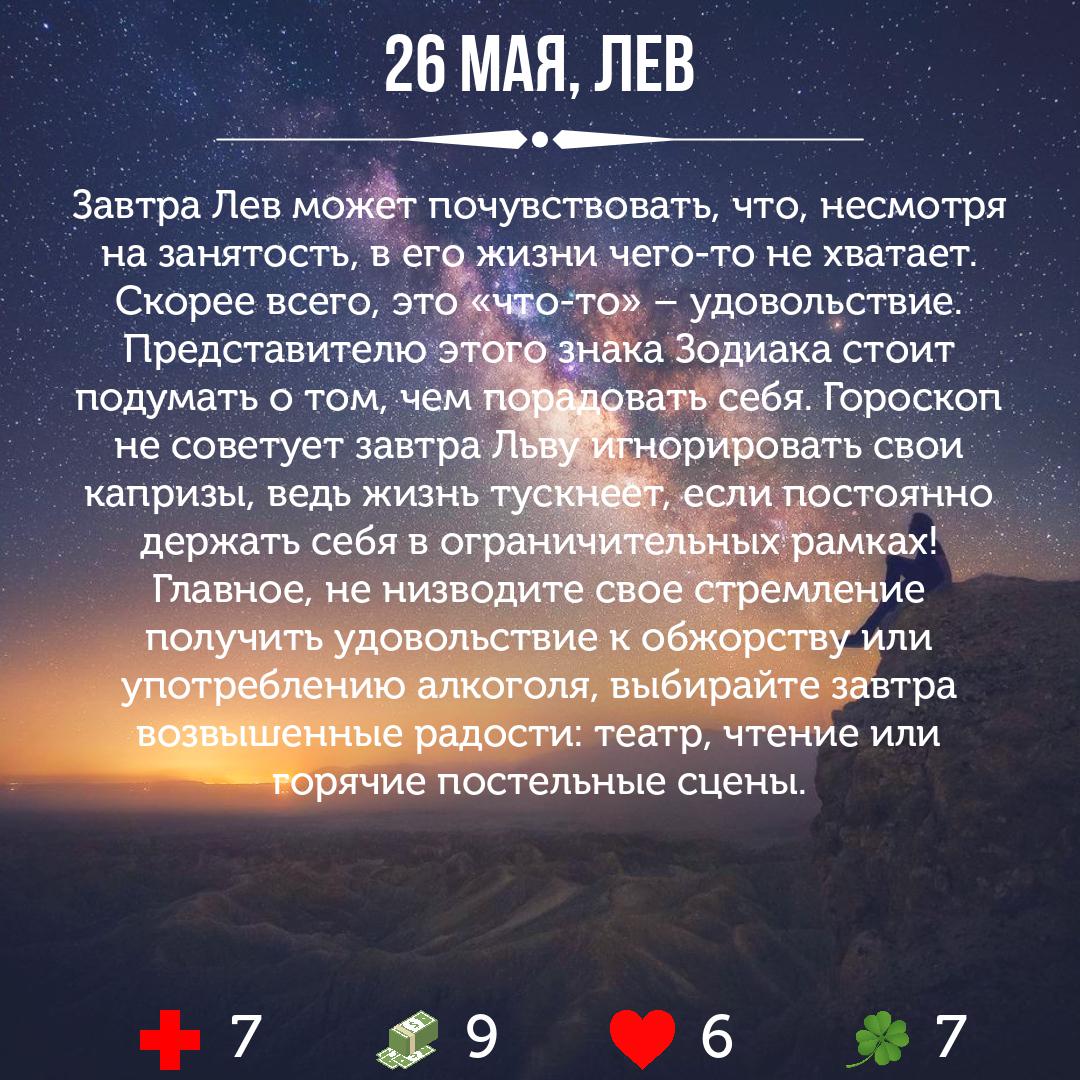 26 МАЯ, ЛЕВ
Завтра Лев может почувствовать, что, несмотря
на занятость, в его жизни чего-то не хватает.
Скорее всего, это «что-то» – удовольствие.
Представителю этого знака Зодиака стоит
подумать о том, чем порадовать себя. Гороскоп
не советует завтра Льву игнорировать свои
капризы, ведь жизнь тускнеет, если постоянно
держать себя в ограничительных рамках!
Главное, не низводите свое стремление
получить удовольствие к обжорству или
употреблению алкоголя, выбирайте завтра
возвышенные радости: театр, чтение или
горячие постельные сцены.
7 9 6 7